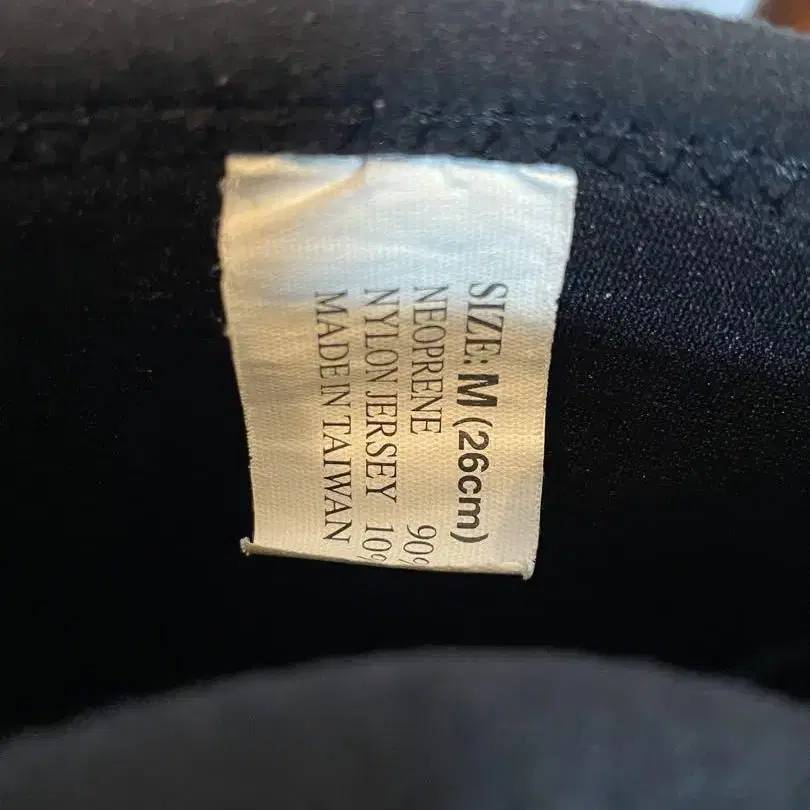 SIZE: M (26cm)
NEOPRENE 90%
NYLON JERSEY 10%
MADE IN TAIWAN